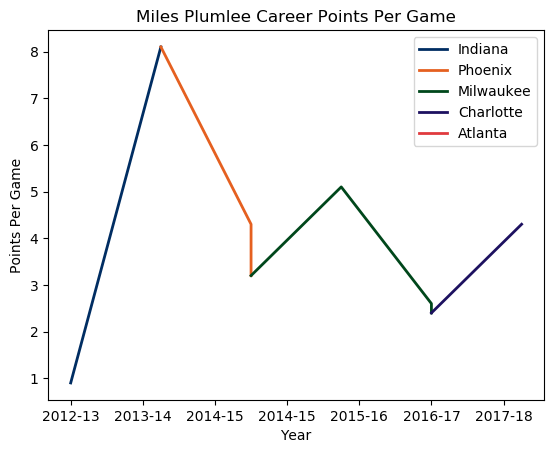 Miles Plumlee Career Points Per Game
Points Per Game
8
7
6
5
4
3
2
1
Indiana
Phoenix
Milwaukee
Charlotte
Atlanta
2012-13 2013-14 2014-15 2014-15 2015-16 2016-17 2017-18
Year